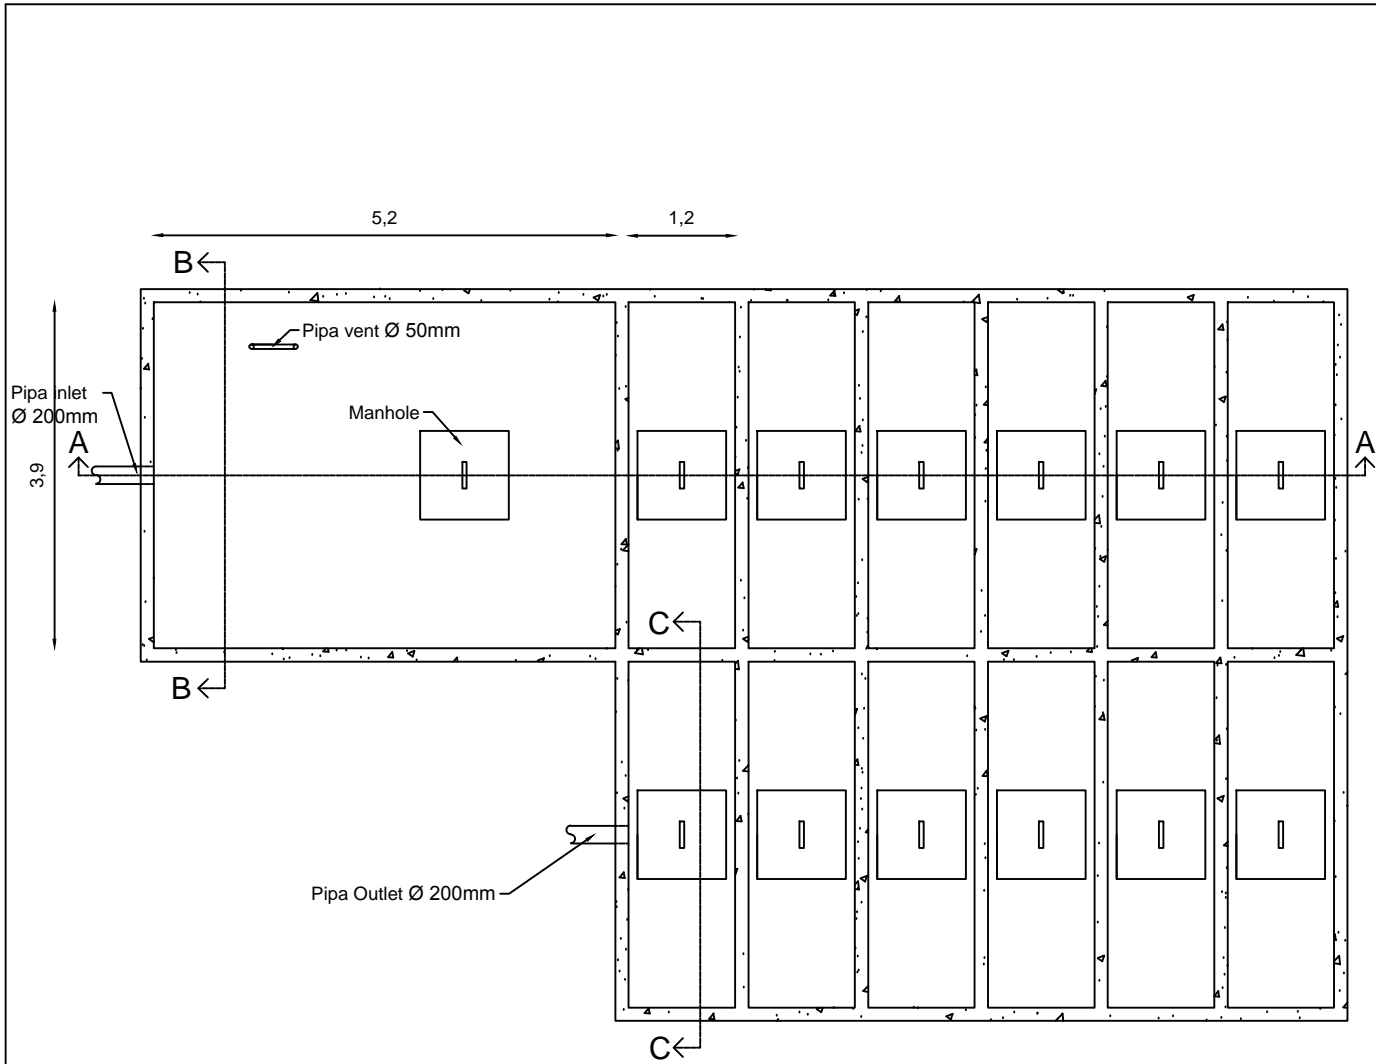 5,2
1,2
B
Pipa vent Ø 50mm
Pipa inlet
Ø 200mm
Manhole
A
A
3,9
C
B
Pipa Outlet Ø 200mm
C